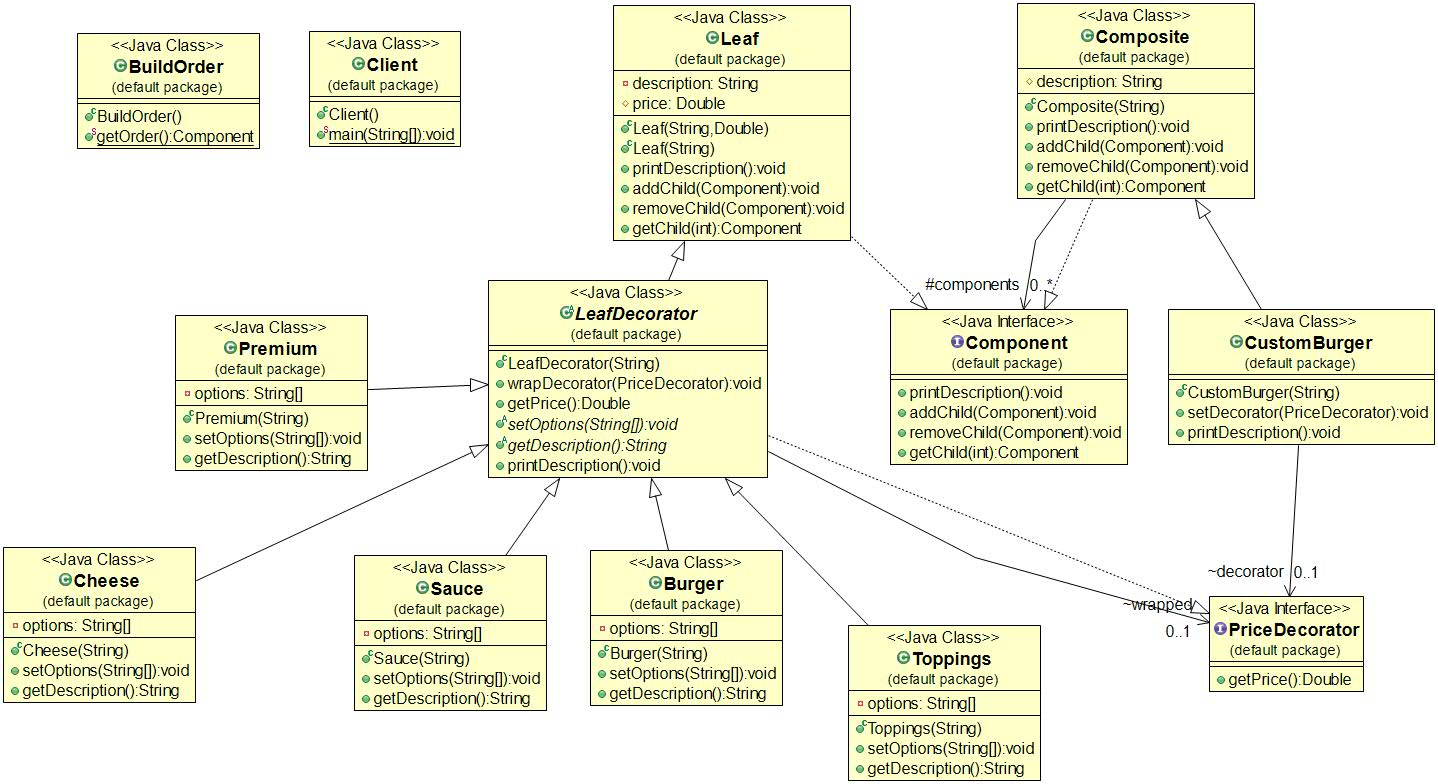 <<Java Class>>
BuildOrder
(default package)
BuildOrder()
getOrder():Component
<<Java Class>>
Client
(default package)
Client()
main(String[]):void
<<Java Class>>
Leaf
(default package)
description: String
price: Double
Leaf(String,Double)
Leaf(String)
printDescription():void
addChild(Component):void
removeChild(Component):void
getChild(int):Component
<<Java Class>>
Composite
(default package)
description: String
Composite(String)
printDescription():void
addChild(Component):void
removeChild(Component):void
getChild(int):Component
#components 0..*
<<Java Class>>
LeafDecorator
(default package)
LeafDecorator(String)
wrapDecorator(PriceDecorator):void
getPrice():Double
setOptions(String[]):void
getDescription():String
printDescription():void
<<Java Class>>
Premium
(default package)
options: String[]
Premium(String)
setOptions(String[]):void
getDescription():String
<<Java Interface>>
Component
(default package)
printDescription():void
addChild(Component):void
removeChild(Component):void
getChild(int):Component
<<Java Class>>
CustomBurger
(default package)
CustomBurger(String)
setDecorator(PriceDecorator):void
printDescription():void
<<Java Class>>
Cheese
(default package)
options: String[]
Cheese(String)
setOptions(String[]):void
getDescription():String
<<Java Class>>
Sauce
(default package)
options: String[]
Sauce(String)
setOptions(String[]):void
getDescription():String
<<Java Class>>
Burger
(default package)
options: String[]
Burger(String)
setOptions(String[]):void
getDescription():String
<<Java Class>>
Toppings
(default package)
options: String[]
Toppings(String)
setOptions(String[]):void
getDescription():String
~decorator 0..1
~wrapped
0..1
<<Java Interface>>
PriceDecorator
(default package)
getPrice():Double